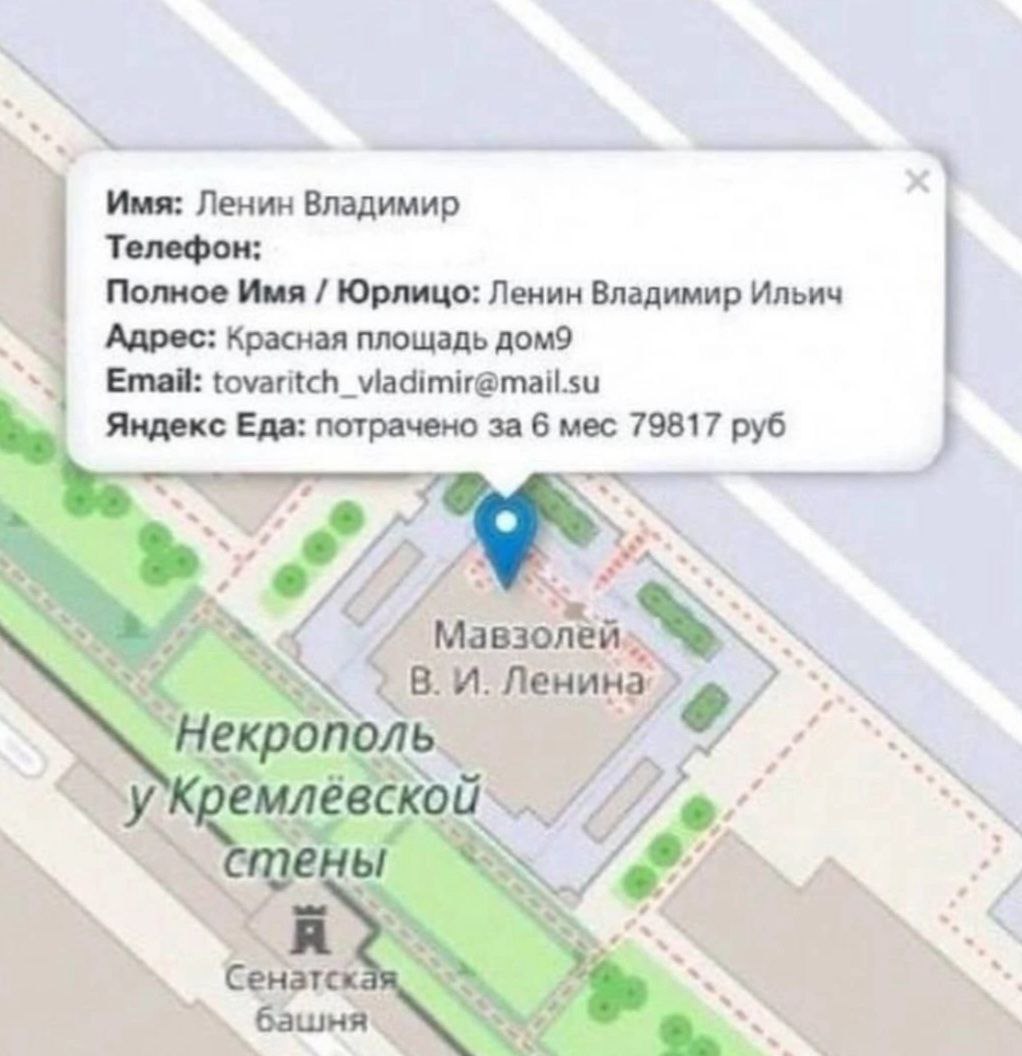 Имя: Ленин Владимир
Телефон:
Полное Имя / Юрлицо: Ленин Владимир Ильич
Адрес: Красная площадь дом9
Email: tovaritch_vladimir@mail.su
Яндекс Еда: потрачено за 6 мес 79817 руб
Мавзолей
В. И. Ленина
Некрополь
у Кремлёвской
стены
Сенатская
башня